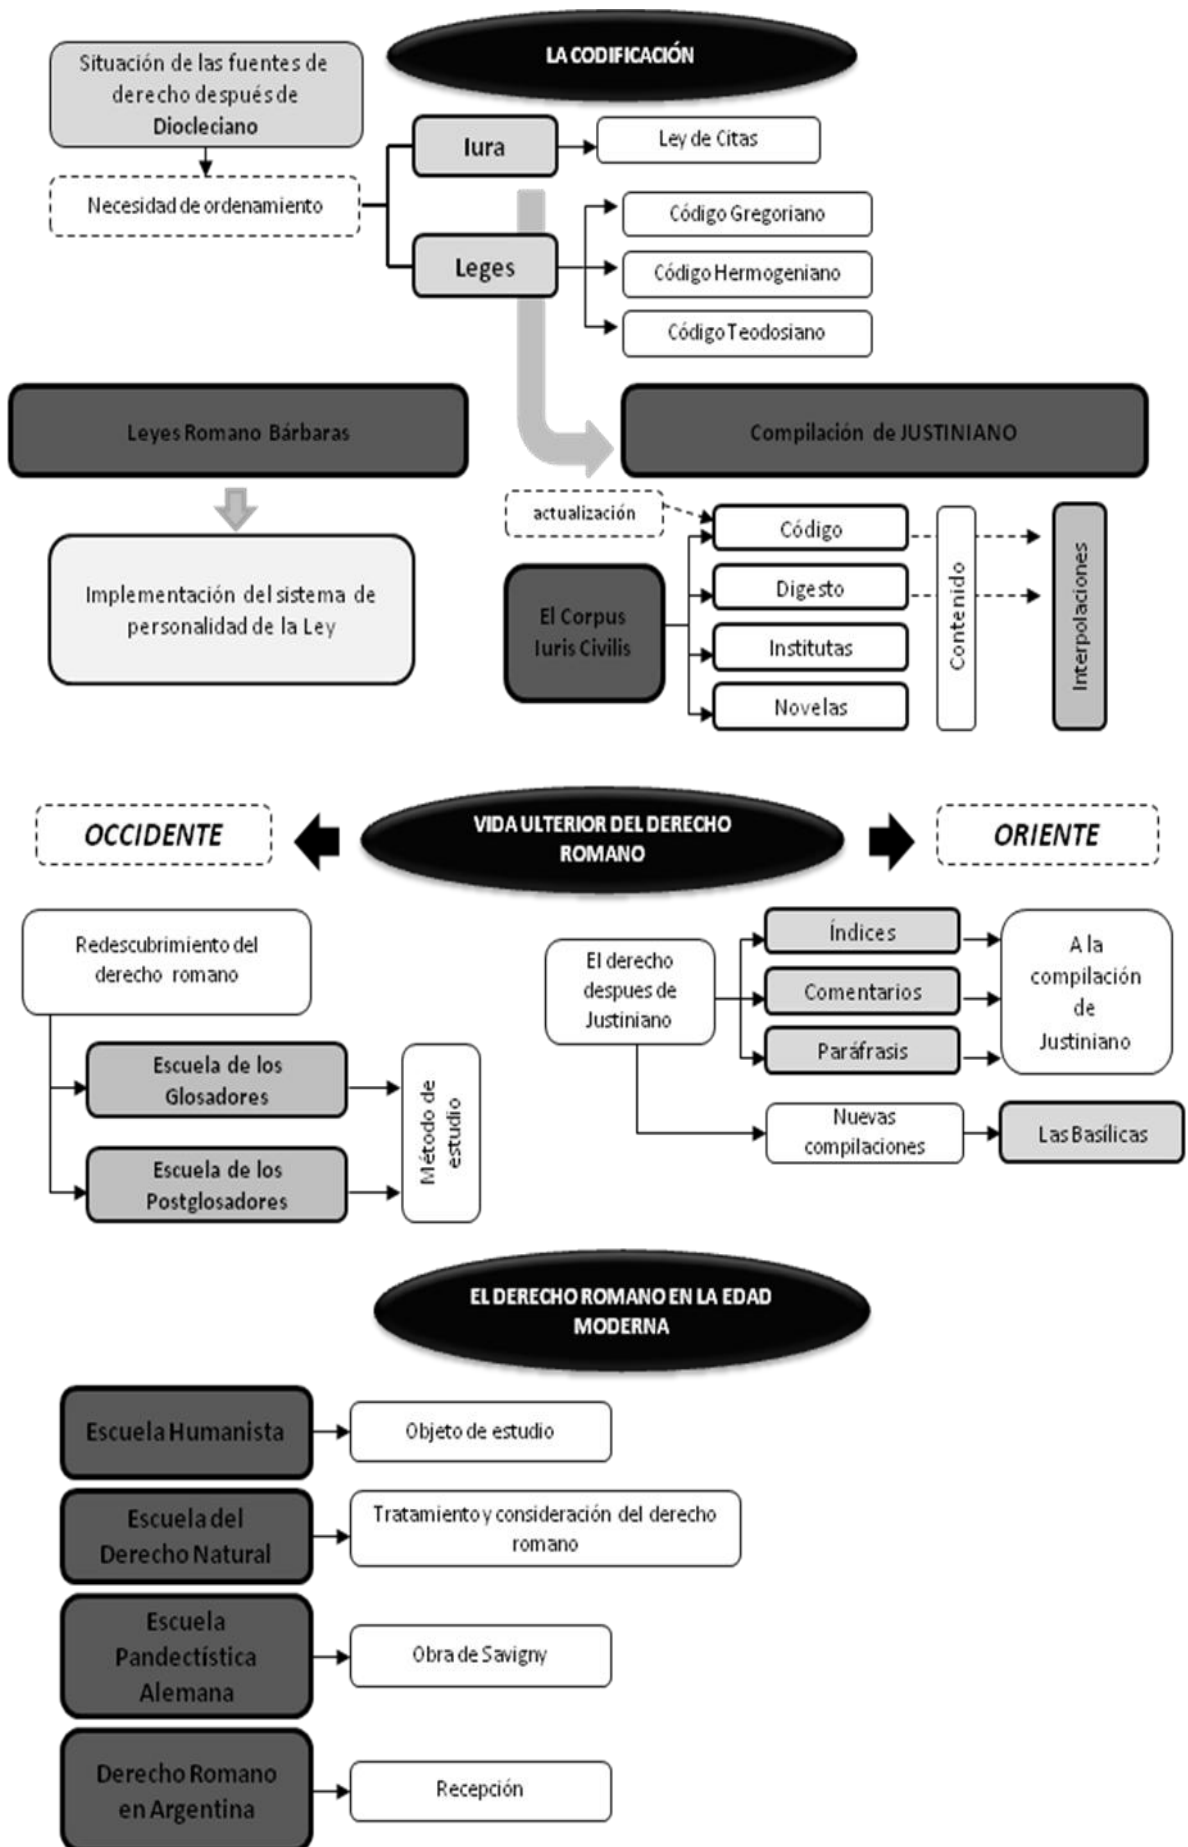 LA CODIFICACIÓN
Situación de las fuentes de
derecho después de
Diocleciano
Necesidad de ordenamiento
Iura
Ley de Citas
Leges
Código Gregoriano
Código Hermogeniano
Código Teodosiano
Leyes Romano Bárbaras
Implementación del sistema de
personalidad de la Ley
Compilación de JUSTINIANO
actualización
El Corpus
Iuris Civilis
Código
Digesto
Institutas
Novelas
Contenido
Interpolaciones
VIDA ULTERIOR DEL DERECHO
ROMANO
OCCIDENTE
ORIENTE
Redescubrimiento del
derecho romano
Escuela de los
Glosadores
Escuela de los
Postglosadores
Método de
estudio
El derecho
despues de
Justiniano
Índices
Comentarios
Paráfrasis
A la
compilación
de
Justiniano
Nuevas
compilaciones
Las Basílicas
EL DERECHO ROMANO EN LA EDAD
MODERNA
Escuela Humanista
Objeto de estudio
Escuela del
Derecho Natural
Tratamiento y consideración del derecho
romano
Escuela
Pandectística
Alemana
Obra de Savigny
Derecho Romano
en Argentina
Recepción